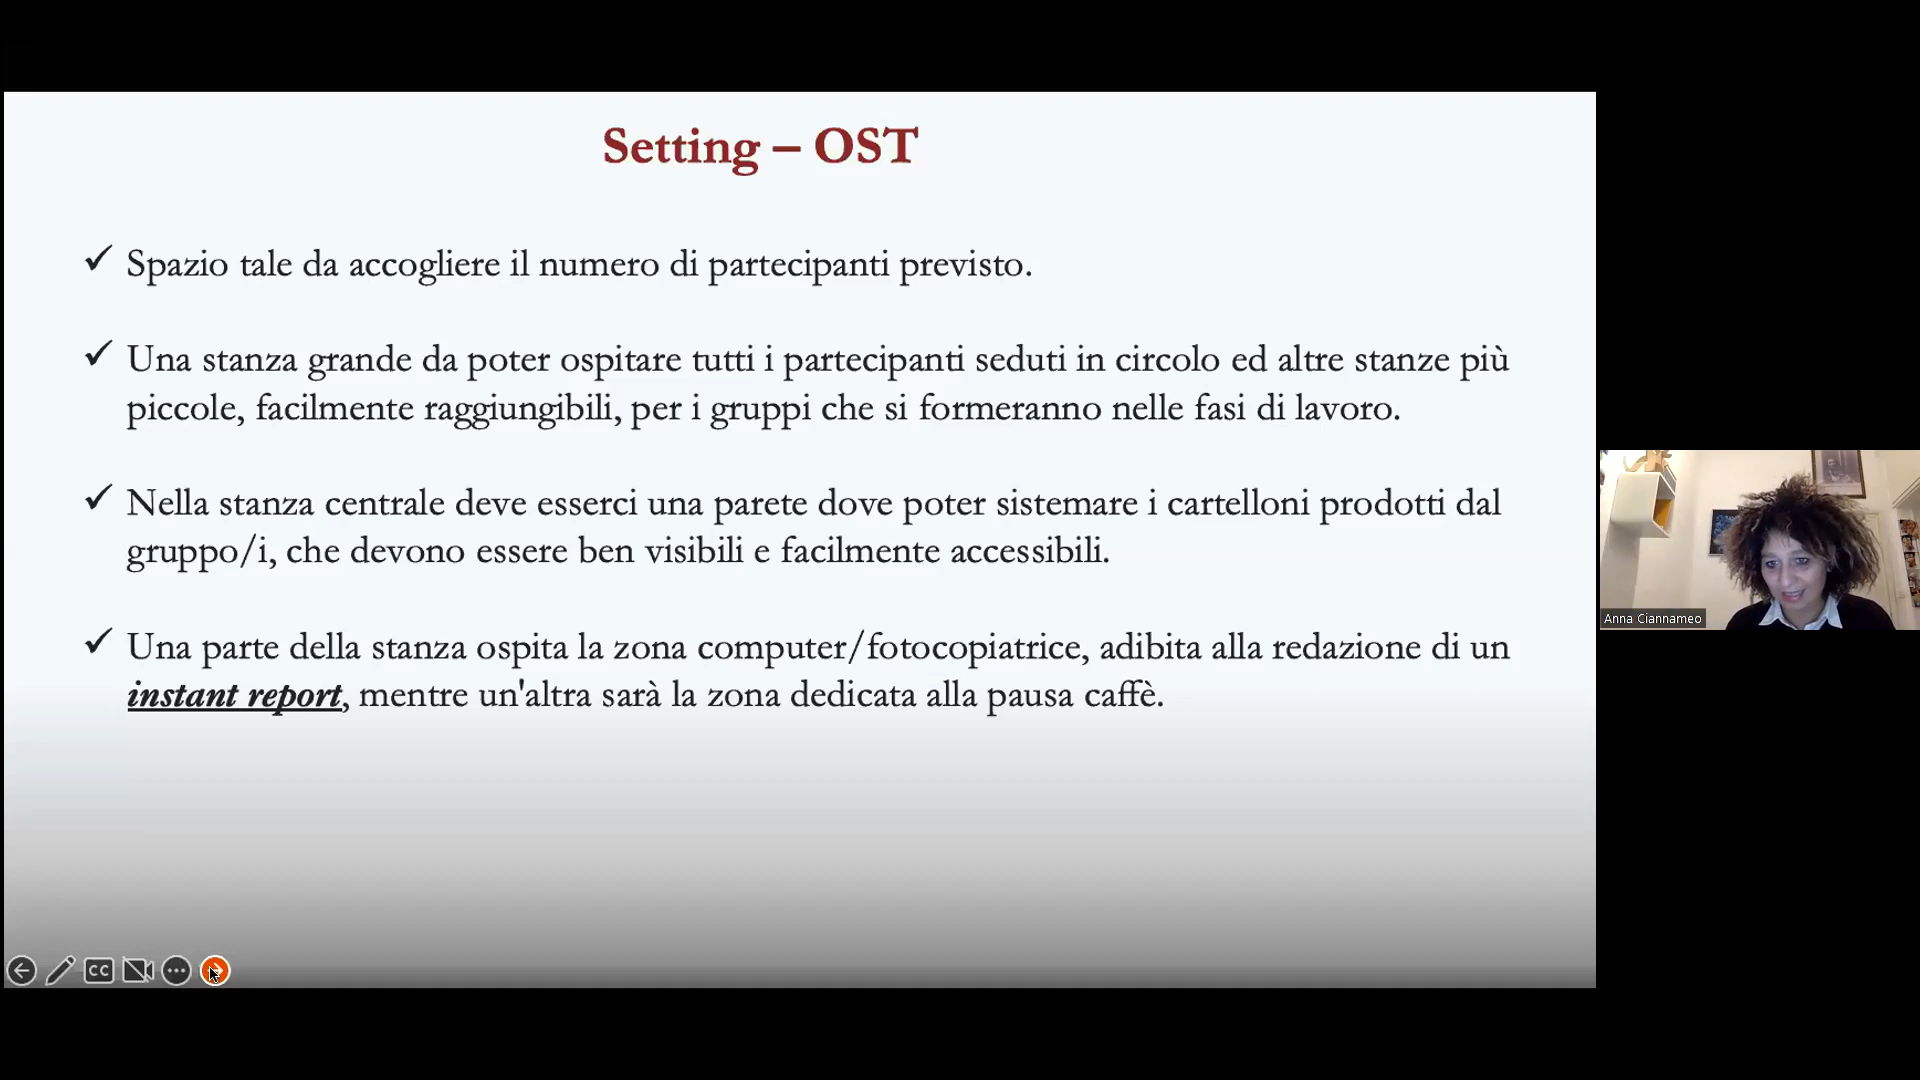 Setting – OST
✓ Spazio tale da accogliere il numero di partecipanti previsto.
✓ Una stanza grande da poter ospitare tutti i partecipanti seduti in circolo ed altre stanze più
piccole, facilmente raggiungibili, per i gruppi che si formeranno nelle fasi di lavoro.
✓ Nella stanza centrale deve esserci una parete dove poter sistemare i cartelloni prodotti dal
gruppo/i, che devono essere ben visibili e facilmente accessibili.
✓ Una parte della stanza ospita la zona computer/fotocopiatrice, adibita alla redazione di un
instant report, mentre un'altra sarà la zona dedicata alla pausa caffè.
Anna Ciannameo
CC